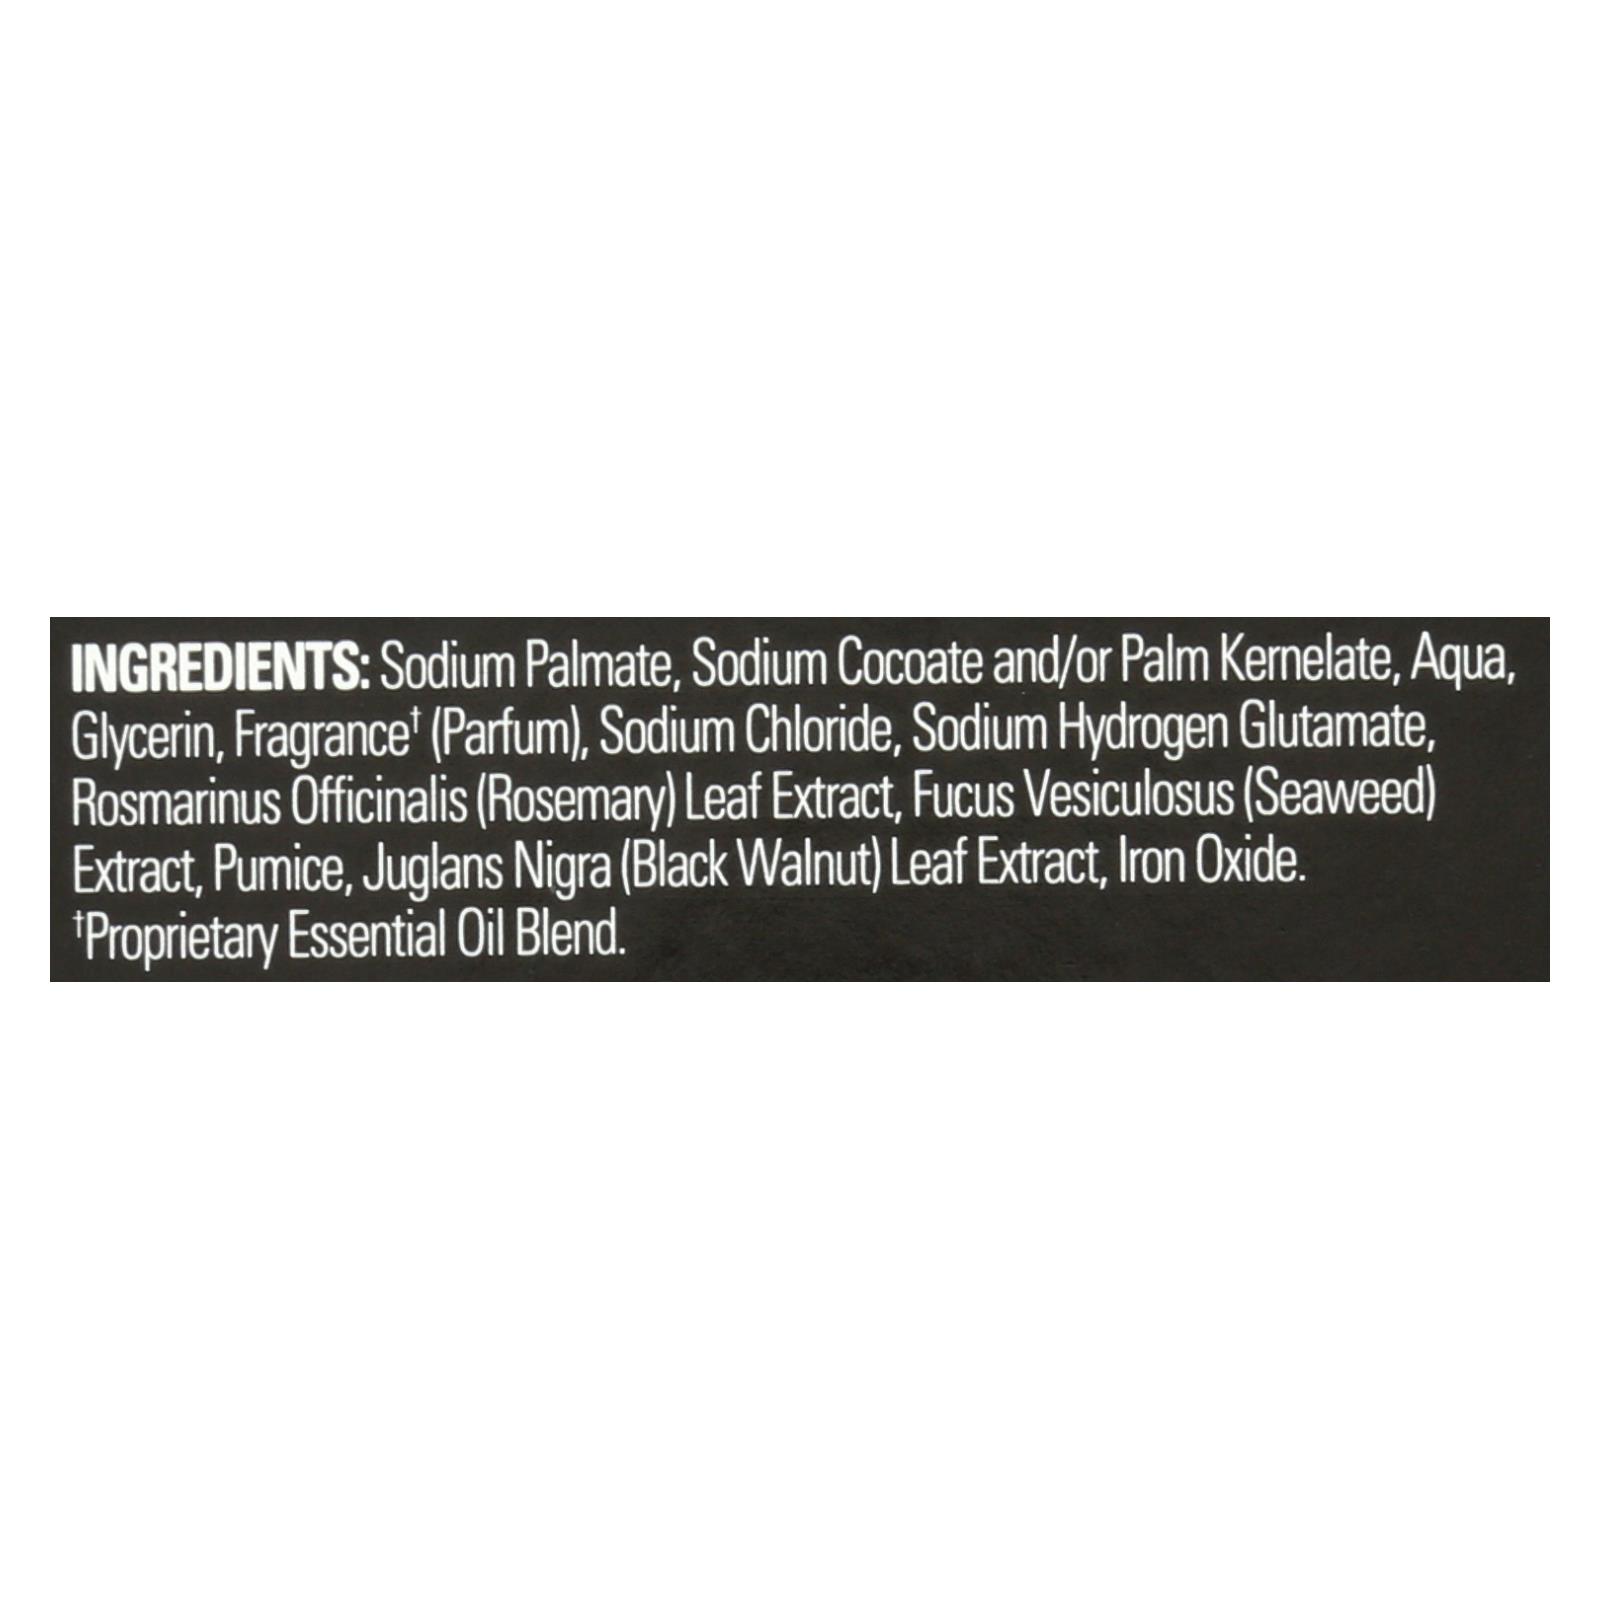 INGREDIENTS: Sodium Palmate, Sodium Cocoate and/or Palm Kernelate, Aqua,
Glycerin, Fragrance† (Parfum), Sodium Chloride, Sodium Hydrogen Glutamate,
Rosmarinus Officinalis (Rosemary) Leaf Extract, Fucus Vesiculosus (Seaweed)
Extract, Pumice, Juglans Nigra (Black Walnut) Leaf Extract, Iron Oxide.
†Proprietary Essential Oil Blend.